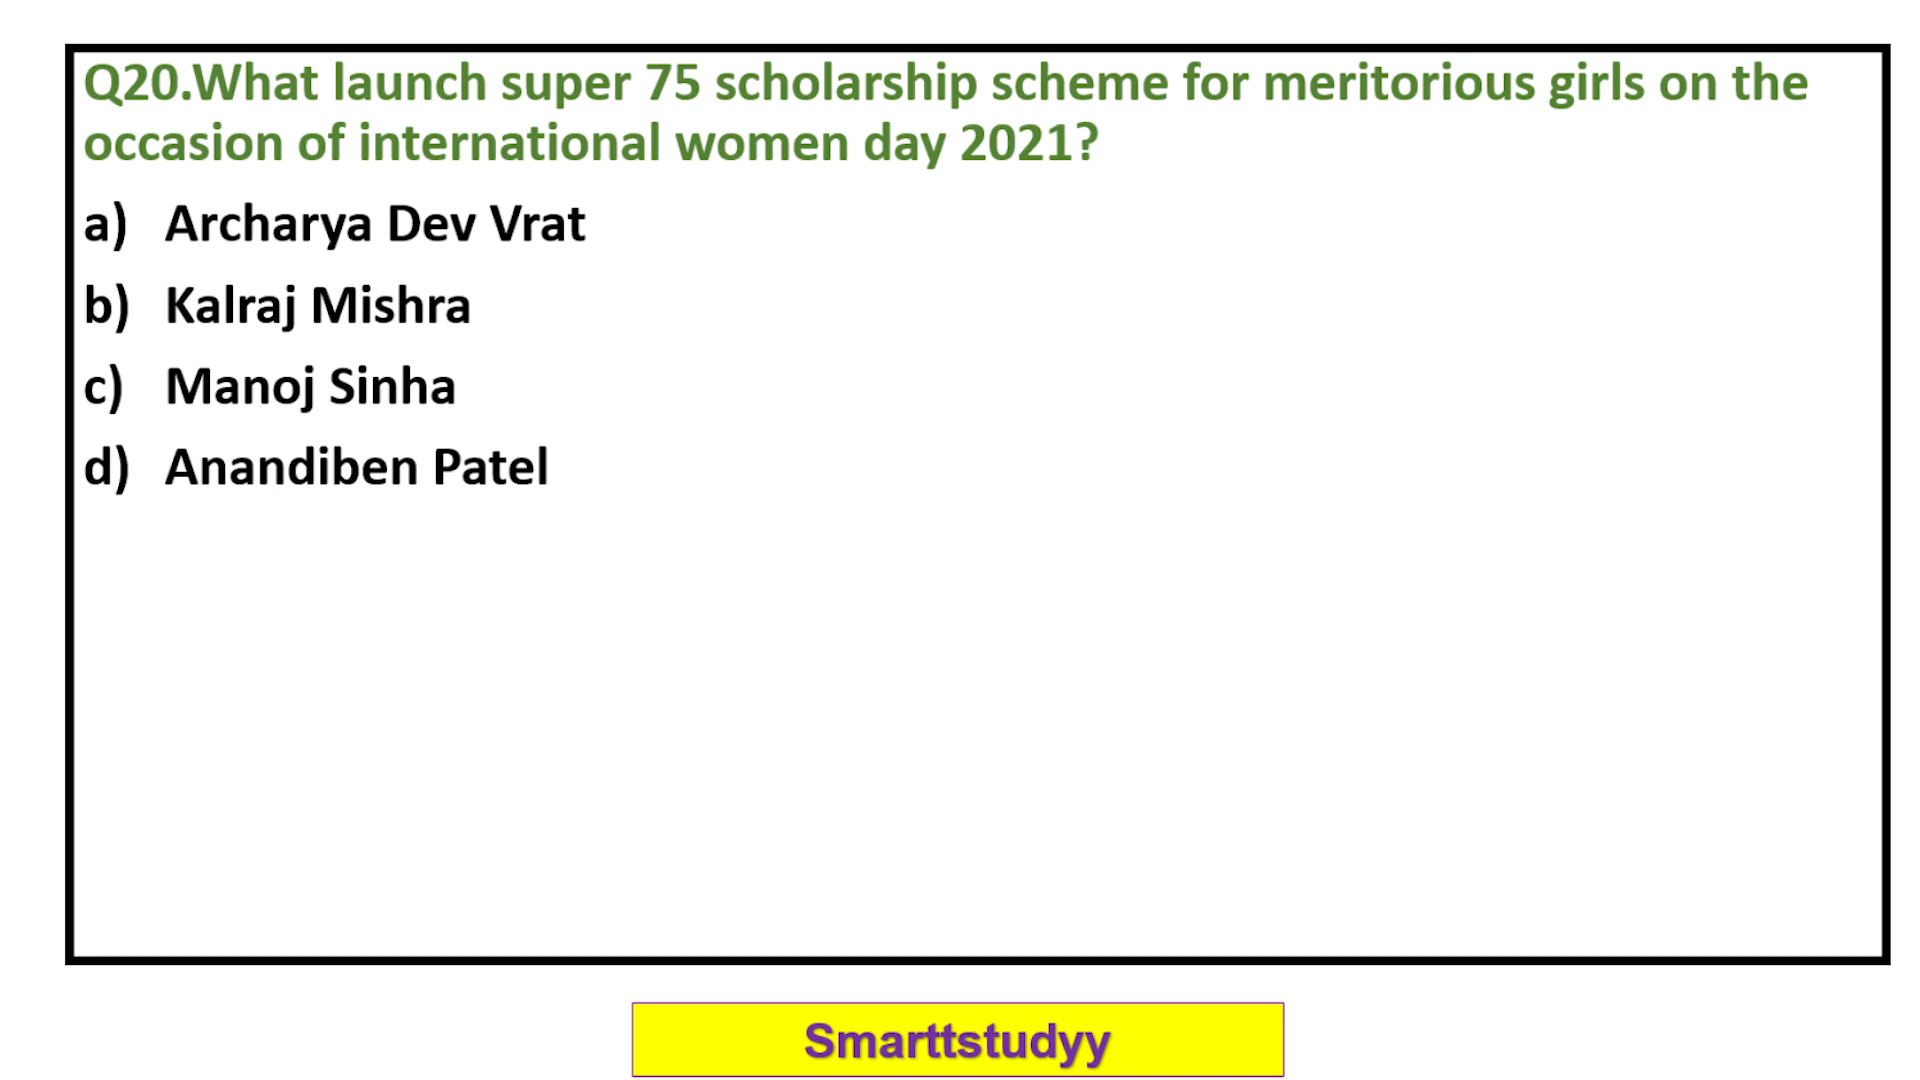 Q20.What launch super 75 scholarship scheme for meritorious girls on the
occasion of international women day 2021?
a) Archarya Dev Vrat
b) Kalraj Mishra
c) Manoj Sinha
d) Anandiben Patel
Smarttstudyy